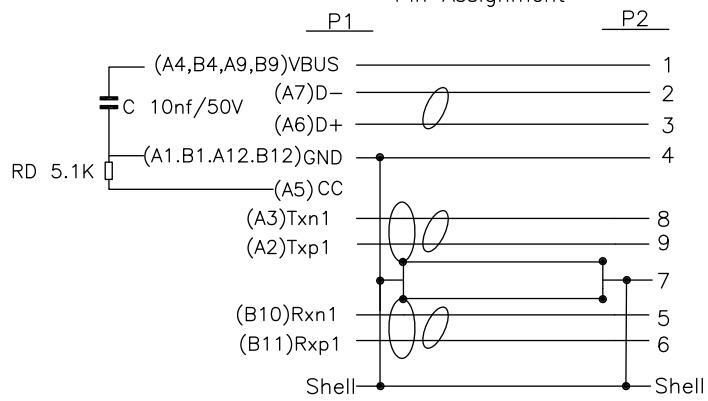 Pin Assignment
P1 P2
(A4,B4,A9,B9)VBUS 1
(A7)D- 2
C 10nf/50V
(A6)D+ 3
(A1.B1.A12.B12)GND 4
RD 5.1K
(A5)CC
(A3)Txn1 8
(A2)Txp1 9
7
(B10)Rxn1 5
(B11)Rxp1 6
Shell Shell